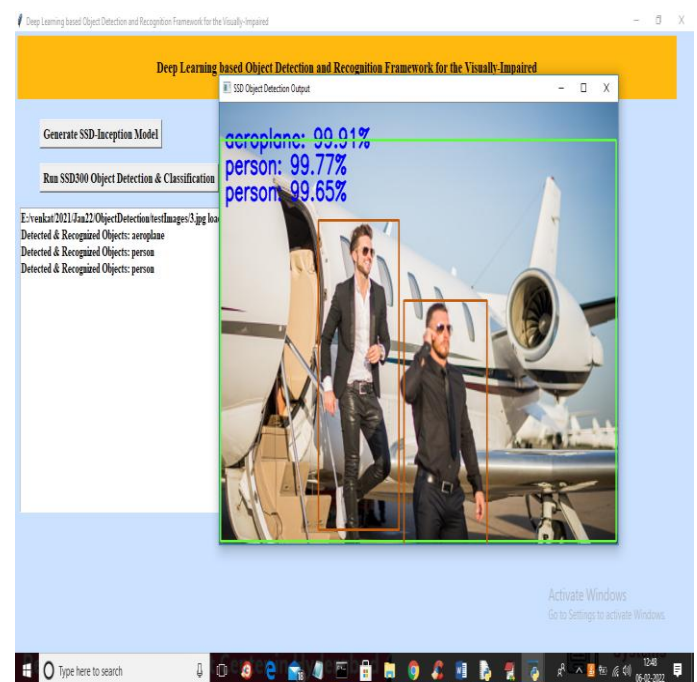 Deep Learning based Object Detection and Recognition Framework for the Visually-Impaired
Deep Learning based Object Detection and Recognition Framework for the Visually-Impaired
SSD Object Detection Output
Generate SSD-Inception Model
Run SSD300 Object Detection & Classification
E:/venkat/2021/Jan22/ObjectDetection/testImages/3.jpg loa
Detected & Recognized Objects: aeroplane
Detected & Recognized Objects: person
Detected & Recognized Objects: person
aeroplane: 99.91%
person: 99.77%
person: 99.65%
Activate Windows
Go to Settings to activate Windows.
Type here to search
12:48
06-02-2022